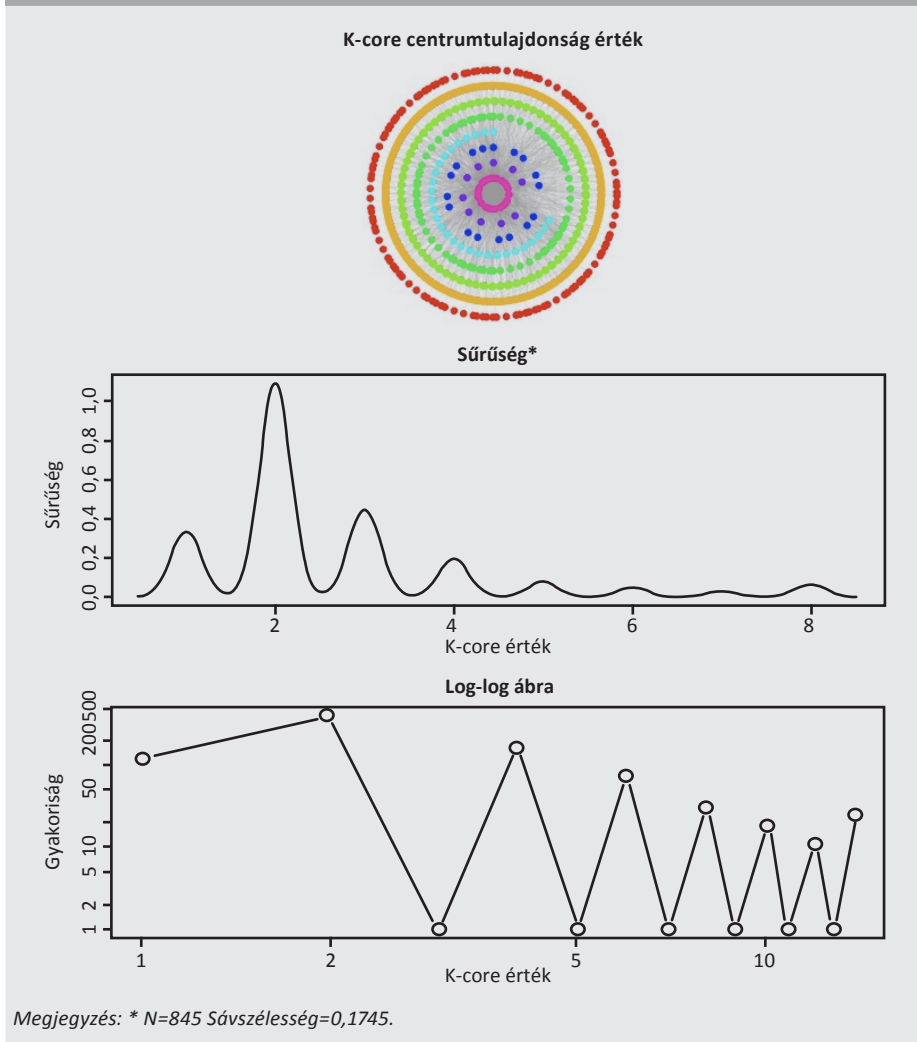 K-core centrumtulajdonság érték
Sűrűség*
Sűrűség
0,0 0,2 0,4 0,6 0,8 1,0
2 4 6 8
K-core érték
Log-log ábra
Gyakoriság
1 2 5 10 50 200 500
1 2 5 10
K-core érték
Megjegyzés: * N=845 Sávszélesség=0,1745.